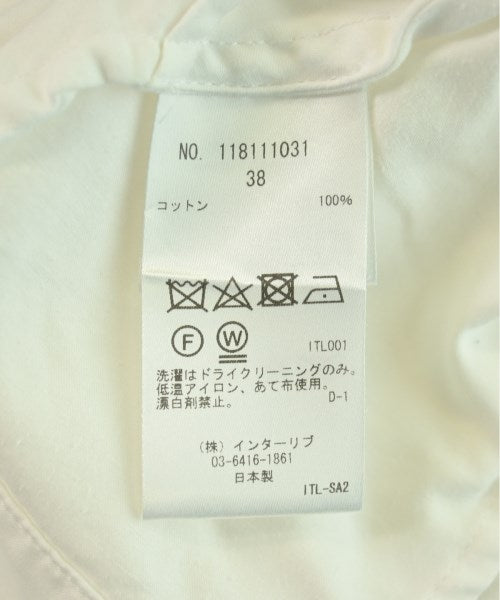 NO. 118111031
38
コットン 100%
F W ITL001
洗濯はドライクリーニングのみ。
低温アイロン、あて布使用。
漂白剤禁止。 D-1
(株) インターリブ
03-6416-1861
日本製
ITL-SA2